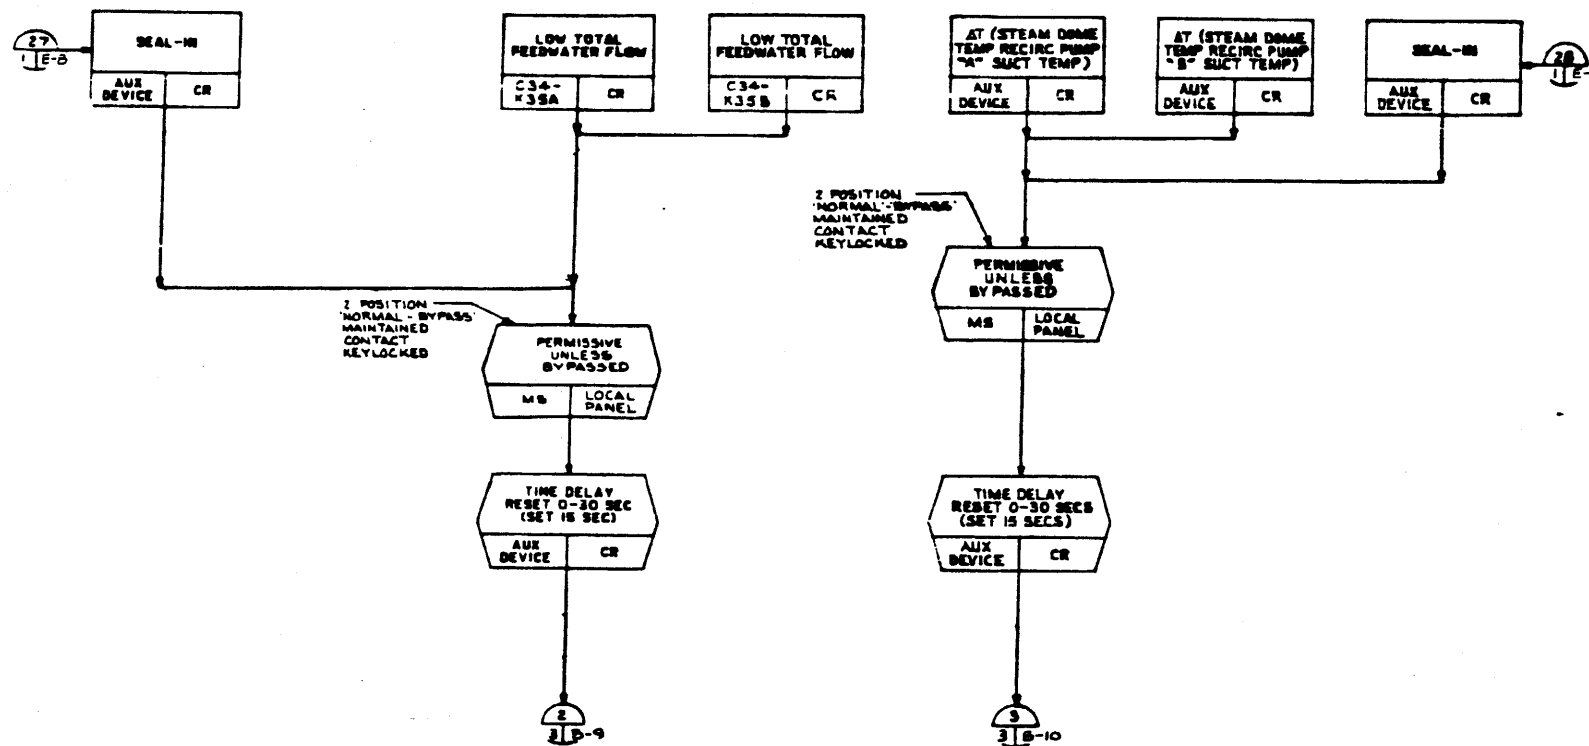 27
1 E-8
SEAL-IN
AUX
DEVICE
CR
LOW TOTAL
FEEDWATER FLOW
C34-
K35A
CR
LOW TOTAL
FEEDWATER FLOW
C34-
K35B
CR
ΔT (STEAM DOME
TEMP RECIRC PUMP
"A" SUCT TEMP)
AUX
DEVICE
CR
ΔT (STEAM DOME
TEMP RECIRC PUMP
"B" SUCT TEMP)
AUX
DEVICE
CR
SEAL-IN
AUX
DEVICE
CR
28
1 E-
2 POSITION
'NORMAL'-BYPASS'
MAINTAINED
CONTACT
KEYLOCKED
PERMISSIVE
UNLESS
BYPASSED
MS
LOCAL
PANEL
2 POSITION
'NORMAL - BYPASS'
MAINTAINED
CONTACT
KEYLOCKED
PERMISSIVE
UNLESS
BYPASSED
MS
LOCAL
PANEL
TIME DELAY
RESET 0-30 SEC
(SET 15 SEC)
AUX
DEVICE
CR
TIME DELAY
RESET 0-30 SECS
(SET 15 SECS)
AUX
DEVICE
CR
2
3 B-9
3
3 B-10